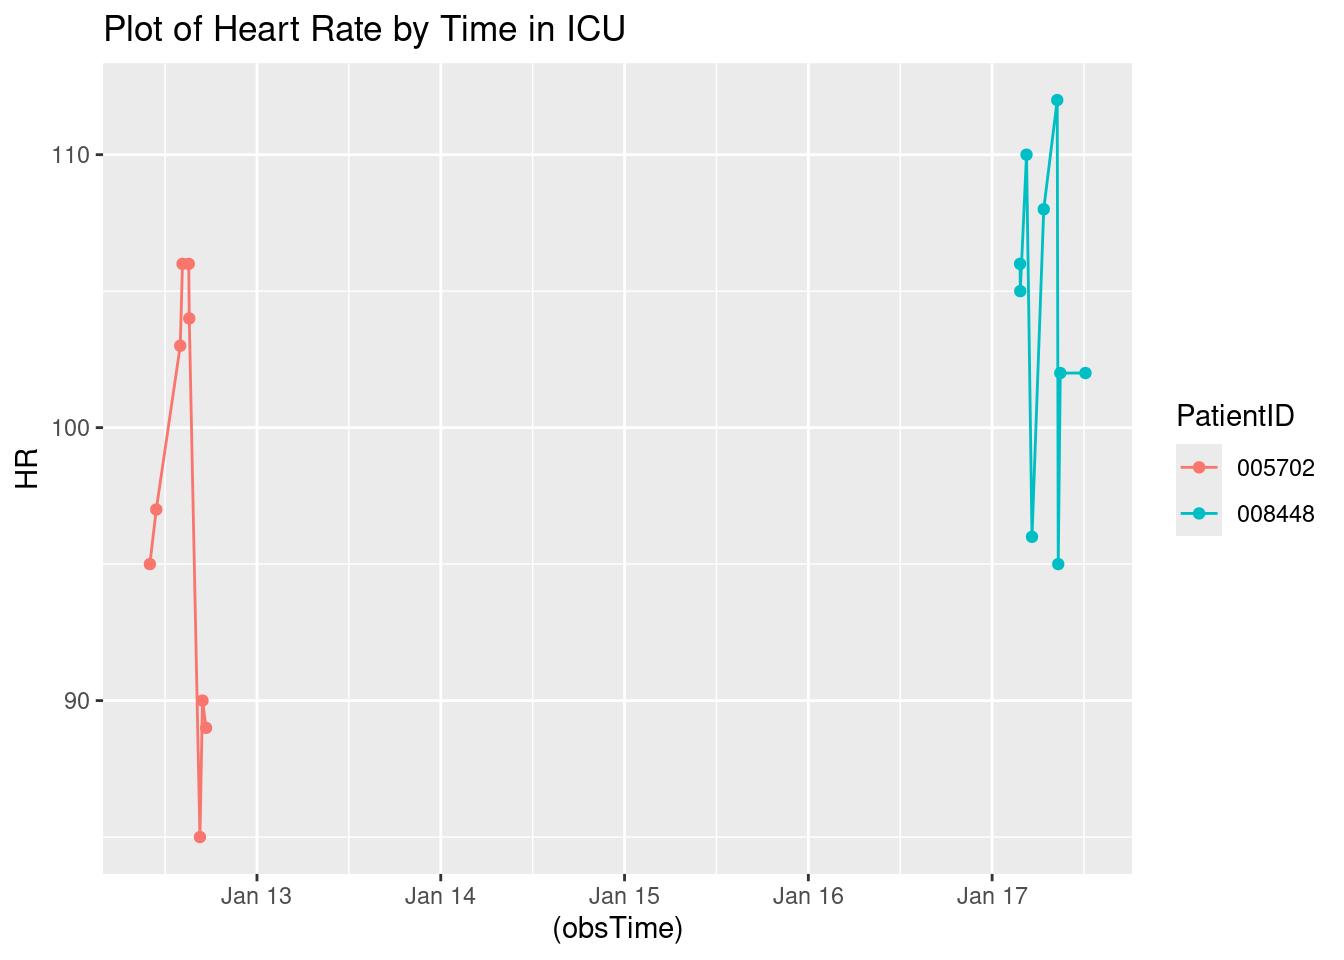 Plot of Heart Rate by Time in ICU
110
100
90
HR
Jan 13 Jan 14 Jan 15 Jan 16 Jan 17
(obsTime)
PatientID
005702
008448